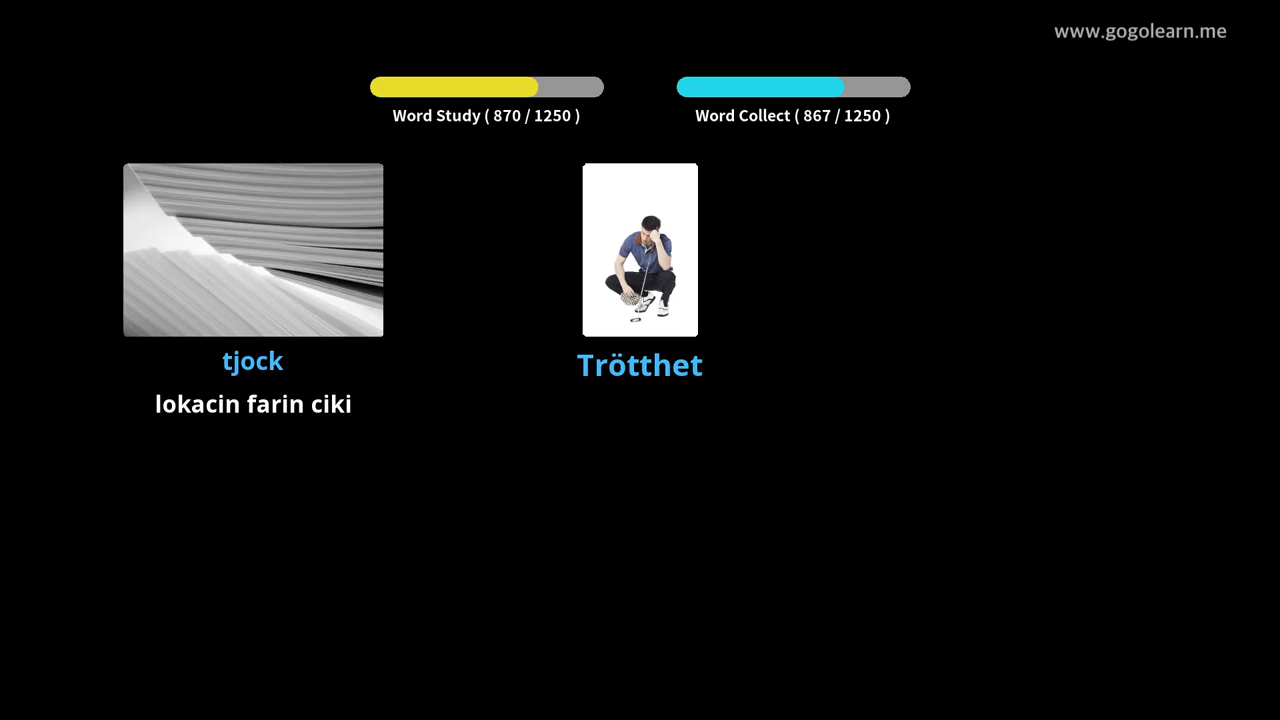 www.gogolearn.me
Word Study ( 870 / 1250 )
Word Collect ( 867 / 1250 )
tjock
lokacin farin ciki
Trötthet